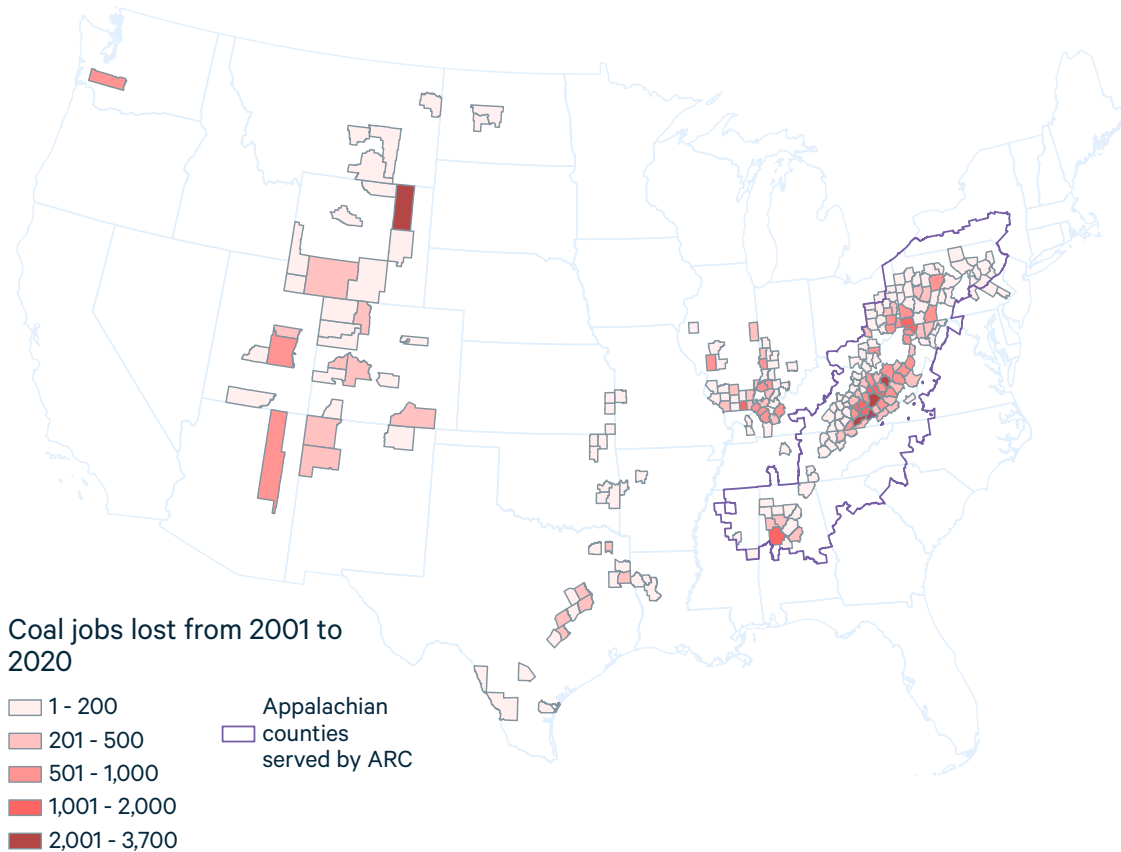 Coal jobs lost from 2001 to
2020
1 - 200
201 - 500
501 - 1,000
1,001 - 2,000
2,001 - 3,700
Appalachian
counties
served by ARC